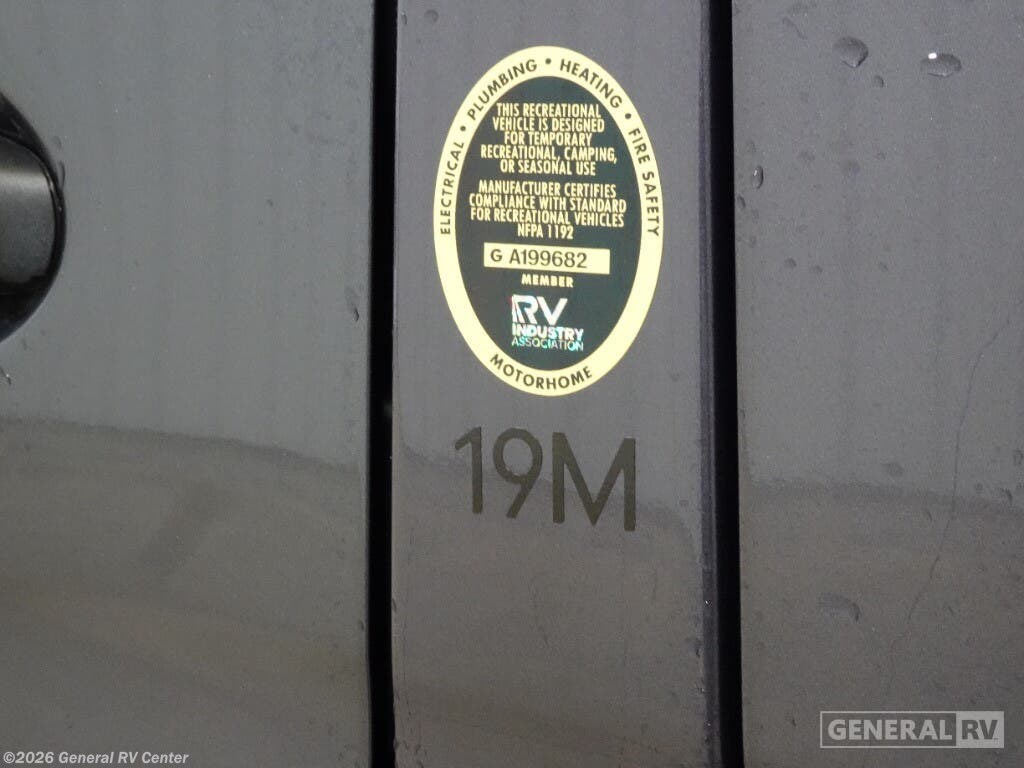 ELECTRICAL • PLUMBING • HEATING • FIRE SAFETY
THIS RECREATIONAL
VEHICLE IS DESIGNED
FOR TEMPORARY
RECREATIONAL, CAMPING,
OR SEASONAL USE
MANUFACTURER CERTIFIES
COMPLIANCE WITH STANDARD
FOR RECREATIONAL VEHICLES
NFPA 1192
G A199682
MEMBER
RV
INDUSTRY
ASSOCIATION
MOTORHOME
19M
GENERAL RV
©2026 General RV Center